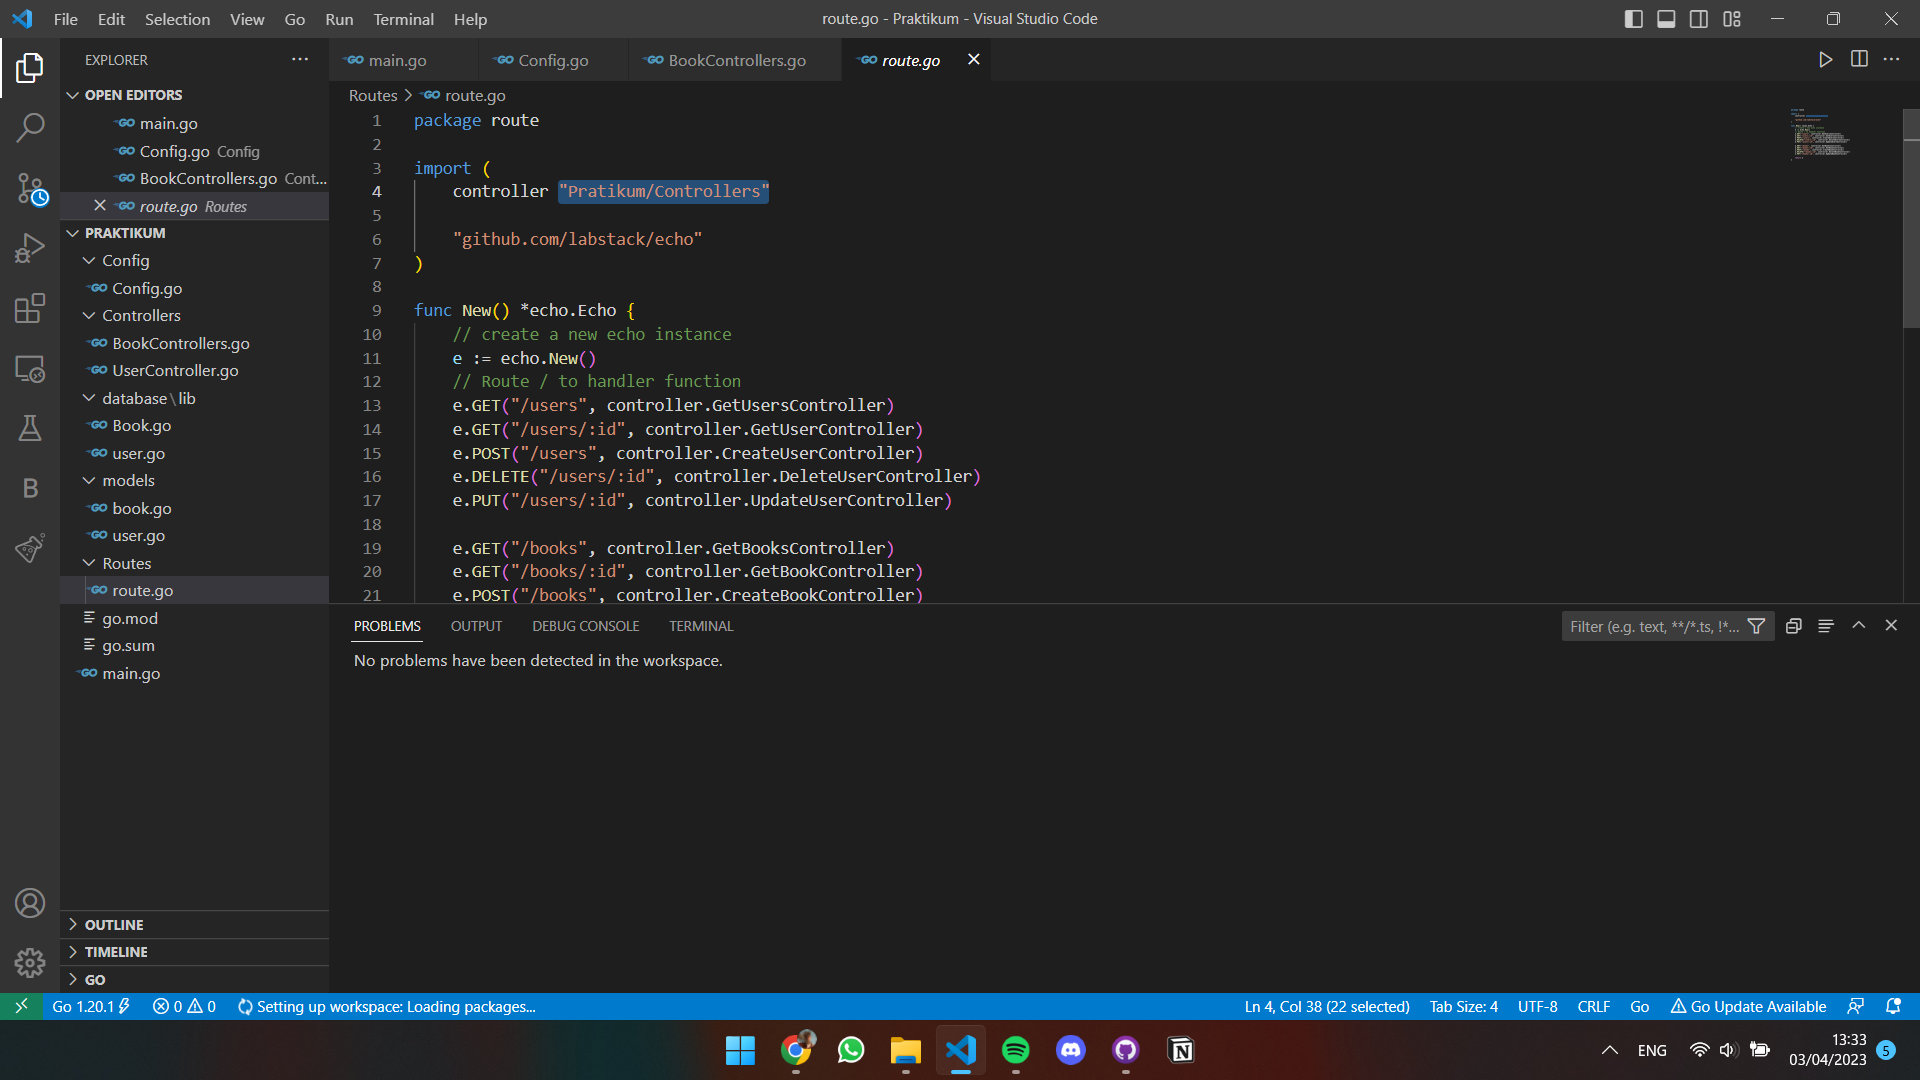 File Edit Selection View Go Run Terminal Help
route.go - Praktikum - Visual Studio Code
EXPLORER
OPEN EDITORS
main.go
Config.go Config
BookControllers.go Cont...
route.go Routes
PRAKTIKUM
Config
Config.go
Controllers
BookControllers.go
UserController.go
database\lib
Book.go
user.go
models
book.go
user.go
Routes
route.go
go.mod
go.sum
main.go
OUTLINE
TIMELINE
GO
main.go Config.go BookControllers.go route.go
Routes > route.go
1 package route
2
3 import (
4 controller "Pratikum/Controllers"
5
6 "github.com/labstack/echo"
7 )
8
9 func New() *echo.Echo {
10 // create a new echo instance
11 e := echo.New()
12 // Route / to handler function
13 e.GET("/users", controller.GetUsersController)
14 e.GET("/users/:id", controller.GetUserController)
15 e.POST("/users", controller.CreateUserController)
16 e.DELETE("/users/:id", controller.DeleteUserController)
17 e.PUT("/users/:id", controller.UpdateUserController)
18
19 e.GET("/books", controller.GetBooksController)
20 e.GET("/books/:id", controller.GetBookController)
21 e.POST("/books", controller.CreateBookController)
PROBLEMS OUTPUT DEBUG CONSOLE TERMINAL
Filter (e.g. text, **/*.ts, !*...
No problems have been detected in the workspace.
Go 1.20.1 0 0 Setting up workspace: Loading packages...
Ln 4, Col 38 (22 selected) Tab Size: 4 UTF-8 CRLF Go Go Update Available
ENG
13:33
03/04/2023
5